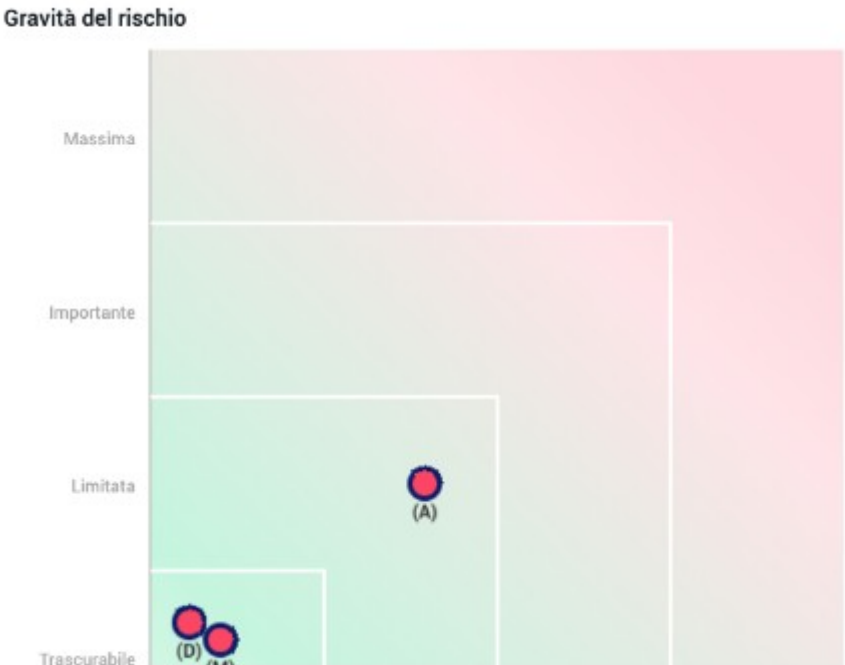 Gravità del rischio
Massima
Importante
Limitata
(A)
(D)
(M)
Trascurabile